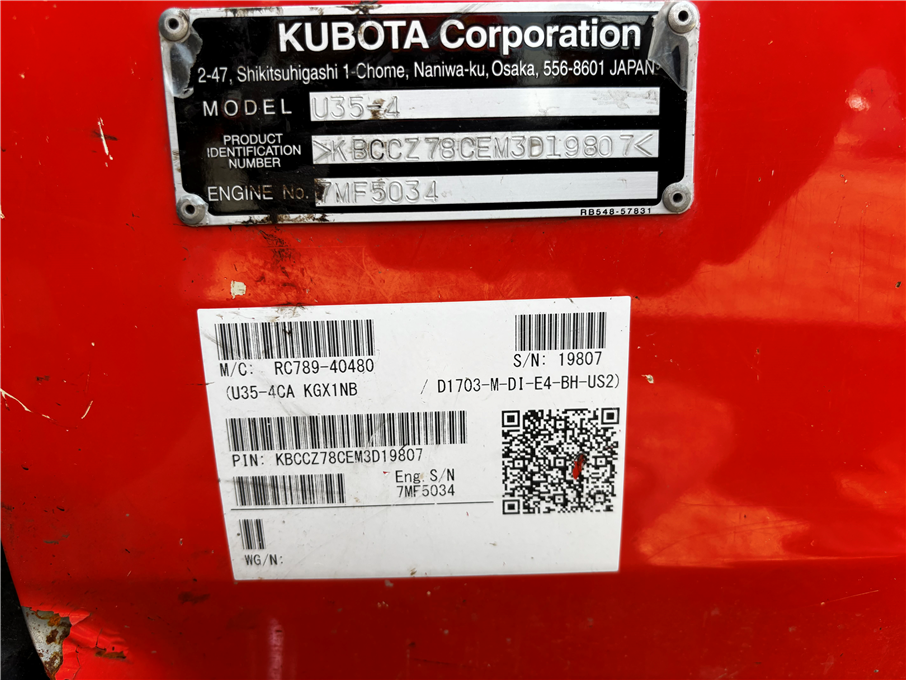 KUBOTA Corporation
2-47, Shikitsuhigashi 1-Chome, Naniwa-ku, Osaka, 556-8601 JAPAN
MODEL U35-4
PRODUCT
IDENTIFICATION
NUMBER
>KBCCZ78CEM3D19807<
ENGINE No. 7MF5034
RB548-57831
M/C: RC789-40480
S/N: 19807
(U35-4CA KGX1NB / D1703-M-DI-E4-BH-US2)
PIN: KBCCZ78CEM3D19807
Eng.S/N
7MF5034
WG/N: